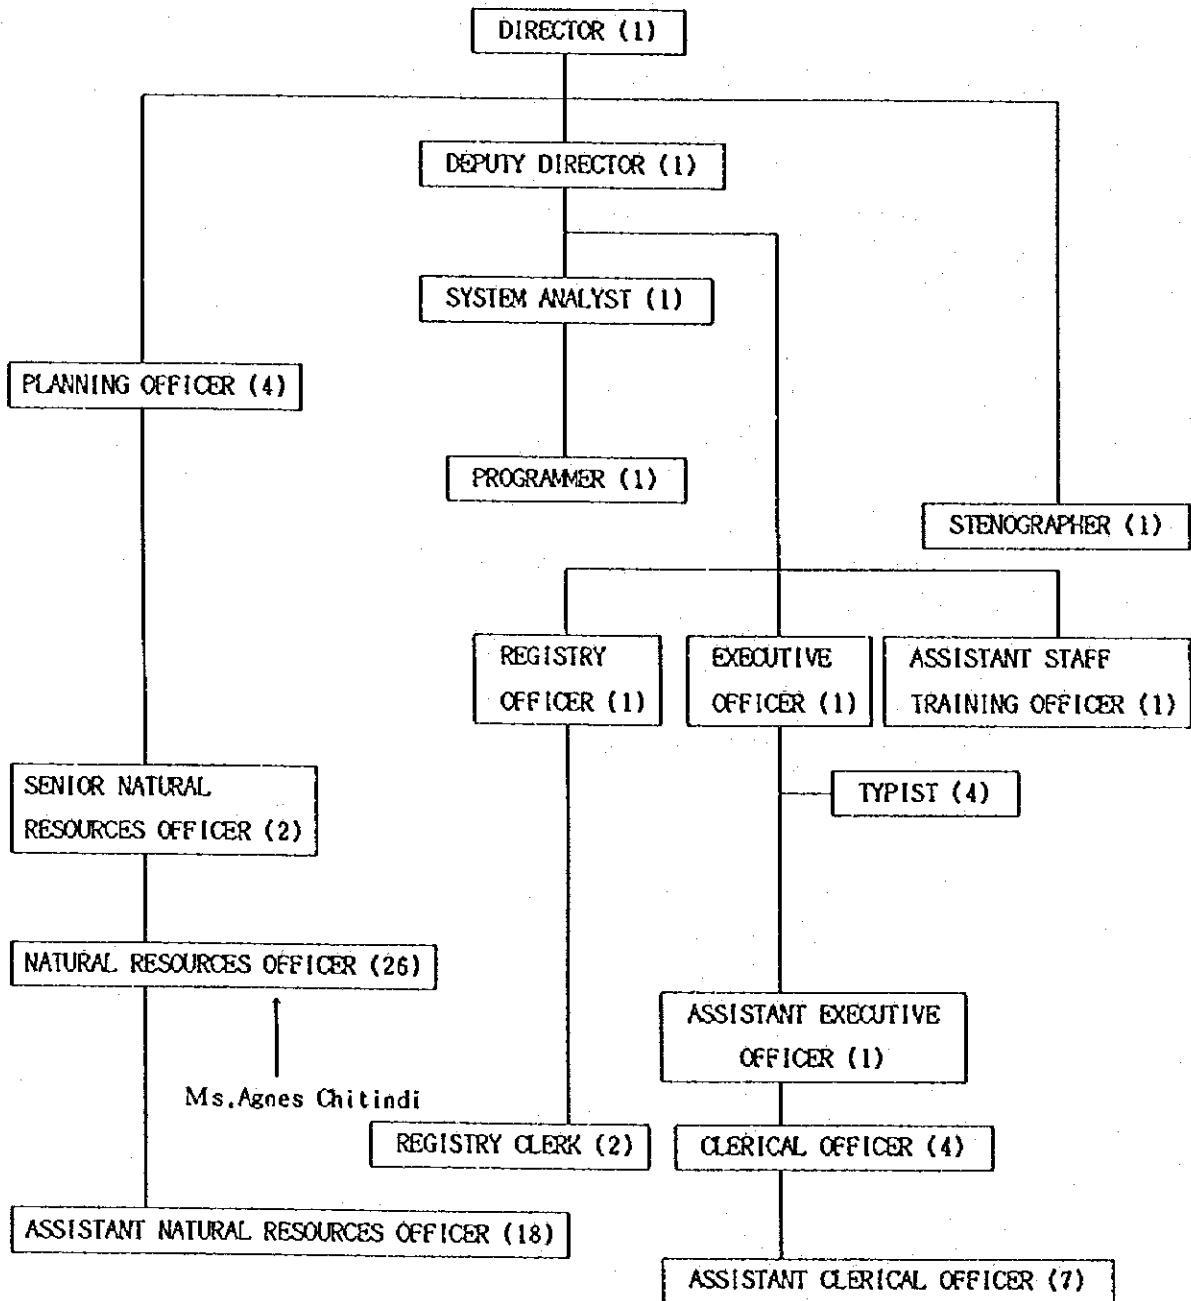 DIRECTOR (1)
DEPUTY DIRECTOR (1)
SYSTEM ANALYST (1)
PLANNING OFFICER (4)
PROGRAMMER (1)
STENOGRAPHER (1)
REGISTRY
OFFICER (1)
EXECUTIVE
OFFICER (1)
ASSISTANT STAFF
TRAINING OFFICER (1)
SENIOR NATURAL
RESOURCES OFFICER (2)
TYPIST (4)
NATURAL RESOURCES OFFICER (26)
ASSISTANT EXECUTIVE
OFFICER (1)
Ms.Agnes Chitindi
REGISTRY CLERK (2)
CLERICAL OFFICER (4)
ASSISTANT NATURAL RESOURCES OFFICER (18)
ASSISTANT CLERICAL OFFICER (7)